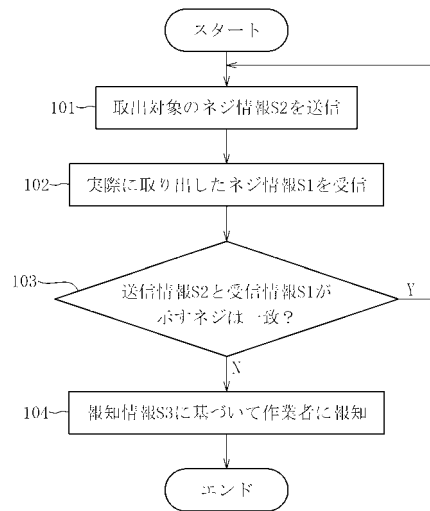 スタート
101
取出対象のネジ情報S2を送信
102
実際に取り出したネジ情報S1を受信
103
送信情報S2と受信情報S1が
示すネジは一致？
Y
N
104
報知情報S3に基づいて作業者に報知
エンド